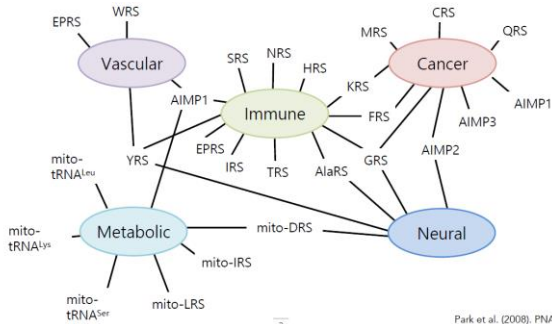 WRS
EPRS
CRS
MRS
QRS
NRS
SRS
HRS
Vascular
Cancer
KRS
AIMP1
AIMP1
Immune
FRS
AIMP3
EPRS
AIMP2
YRS
IRS
TRS
AlaRS
GRS
mito-
tRNALeu
mito-
tRNALys
Metabolic
mito-DRS
Neural
mito-IRS
mito-
tRNASer
mito-LRS
Park et al. (2008). PNA